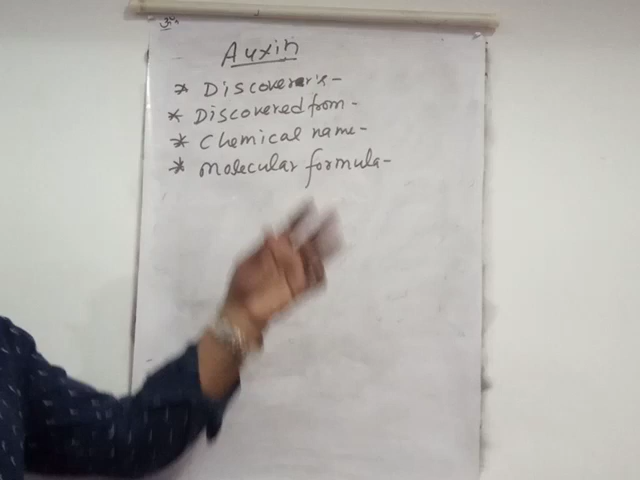 ॐ
Auxin
* Discoverer's -
* Discovered from -
* Chemical name -
* Molecular formula -